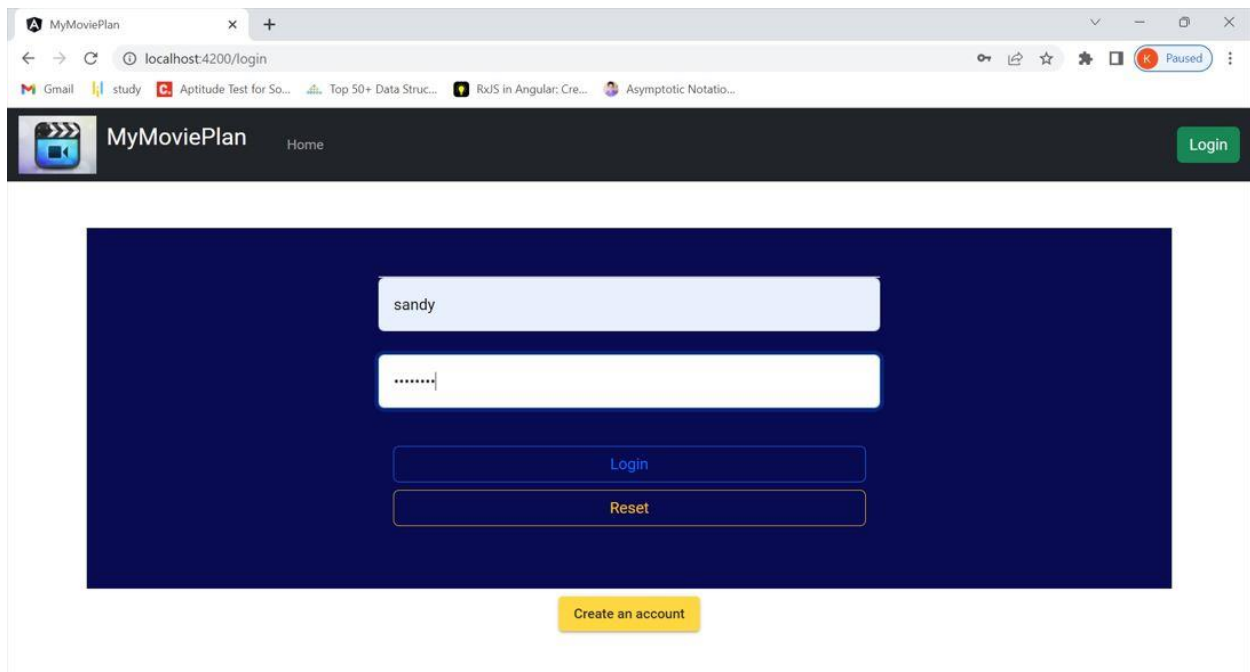 MyMoviePlan
localhost:4200/login
K Paused
Gmail study C. Aptitude Test for So... Top 50+ Data Struc... RxJS in Angular: Cre... Asymptotic Notatio...
MyMoviePlan Home Login
sandy
••••••••
Login
Reset
Create an account